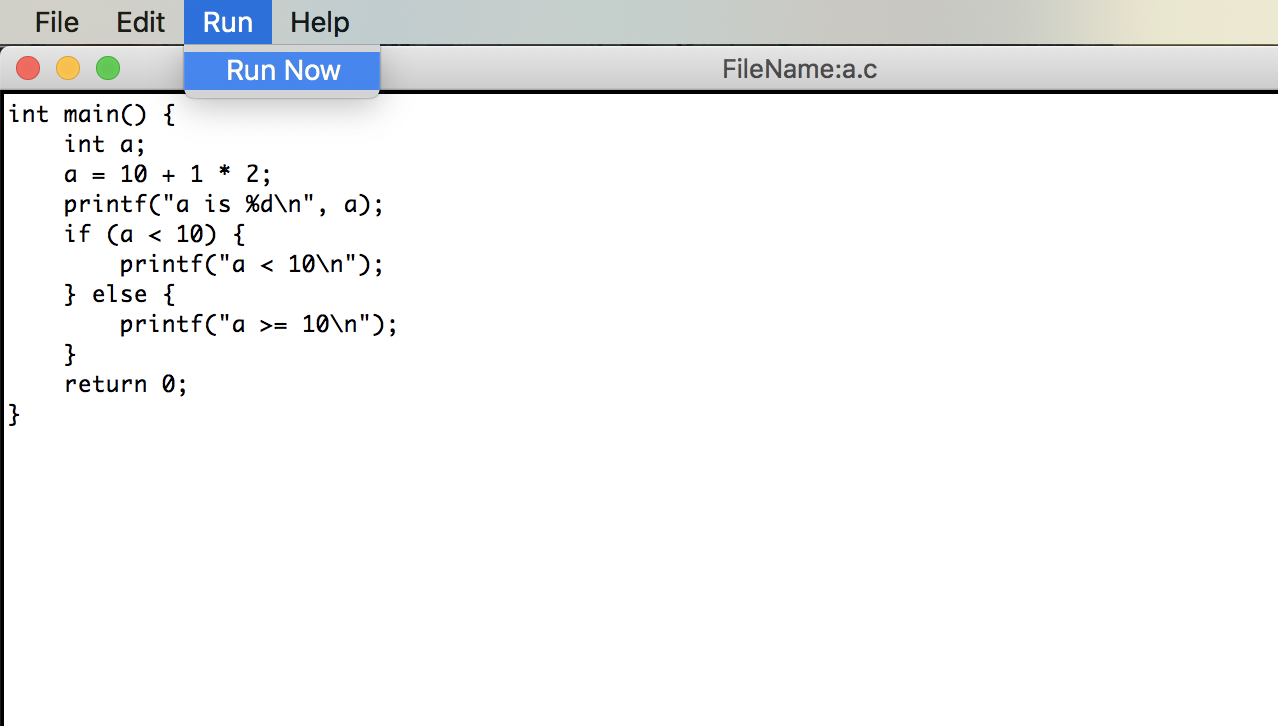 File Edit Run Help
Run Now
FileName:a.c
int main() {
    int a;
    a = 10 + 1 * 2;
    printf("a is %d\n", a);
    if (a < 10) {
        printf("a < 10\n");
    } else {
        printf("a >= 10\n");
    }
    return 0;
}